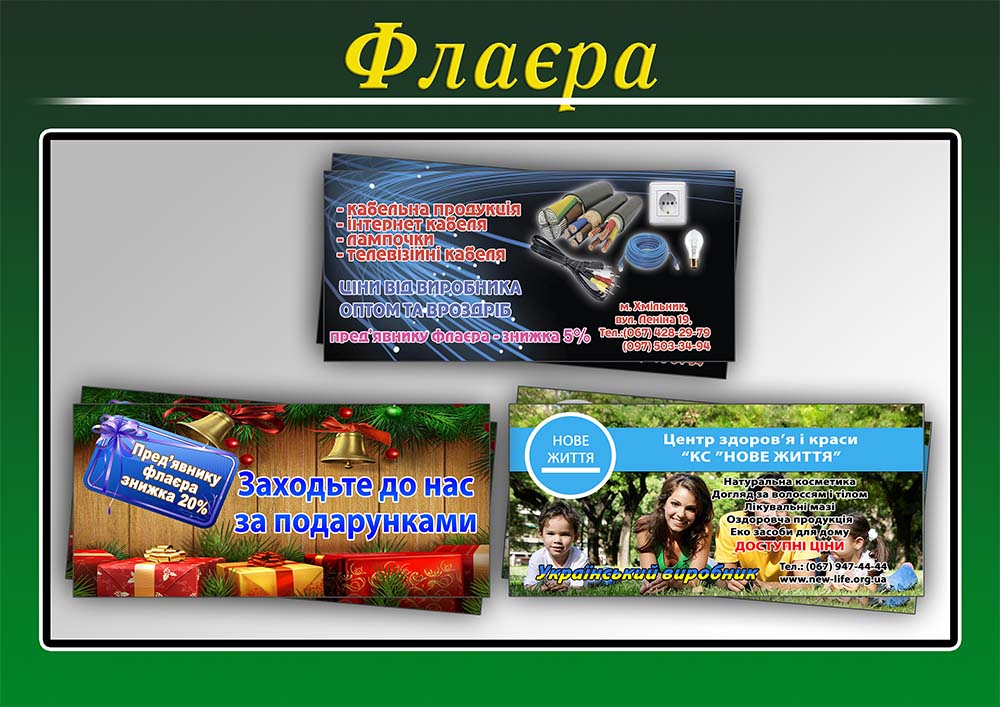 Флаєра
- кабельна продукція
- інтернет кабеля
- лампочки
- телевізійні кабеля
ЦІНИ ВІД ВИРОБНИКА
ОПТОМ ТА ВРОЗДРІБ
пред'явнику флаєра - знижка 5%
м. Хмільник,
вул. Леніна 19,
Тел.:(067) 428-29-79
(097) 503-34-94
Пред'явнику
флаєра
знижка 20%
Заходьте до нас
за подарунками
НОВЕ
ЖИТТЯ
Центр здоров'я і краси
"КС "НОВЕ ЖИТТЯ"
Натуральна косметика
Догляд за волоссям і тілом
Лікувальні мазі
Оздоровча продукція
Еко засоби для дому
ДОСТУПНІ ЦІНИ
Український виробник
Тел.: (067) 947-44-44
www.new-life.org.ua